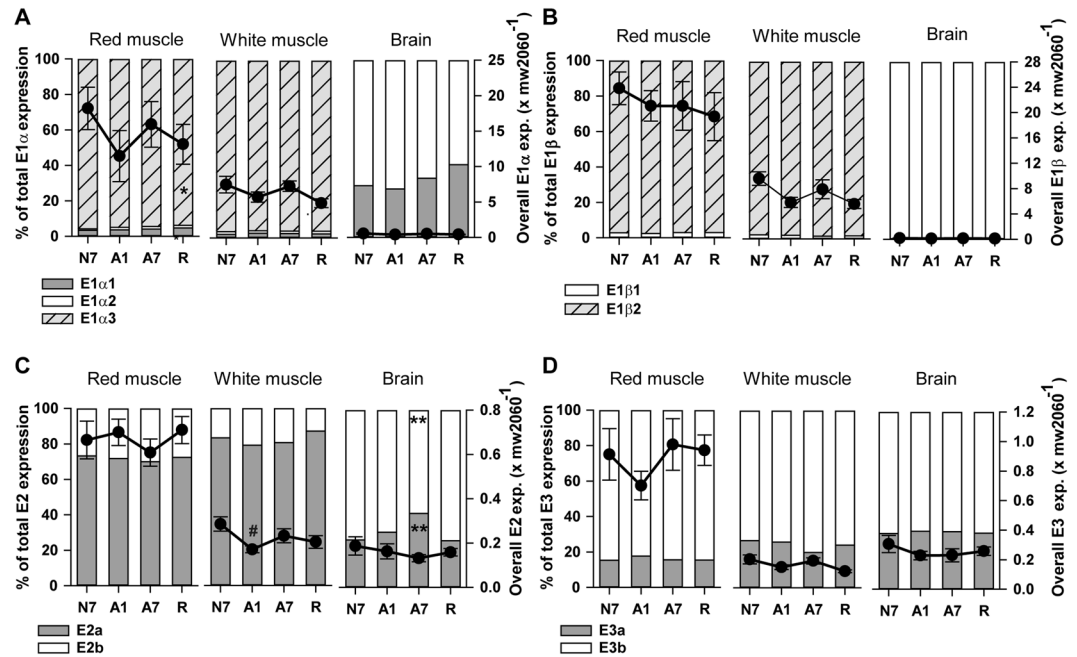 A
Red muscle White muscle Brain
% of total E1α expression
100 80 60 40 20 0
*
25 20 15 10 5 0
Overall E1α exp. (x mw2060⁻¹)
N7 A1 A7 R N7 A1 A7 R N7 A1 A7 R
E1α1
E1α2
E1α3
B
Red muscle White muscle Brain
% of total E1β expression
100 80 60 40 20 0
28 24 20 16 12 8 4 0
Overall E1β exp. (x mw2060⁻¹)
N7 A1 A7 R N7 A1 A7 R N7 A1 A7 R
E1β1
E1β2
C
Red muscle White muscle Brain
% of total E2 expression
100 80 60 40 20 0
#
**
**
0.8 0.6 0.4 0.2 0.0
Overall E2 exp. (x mw2060⁻¹)
N7 A1 A7 R N7 A1 A7 R N7 A1 A7 R
E2a
E2b
D
Red muscle White muscle Brain
% of total E3 expression
100 80 60 40 20 0
1.2 1.0 0.8 0.6 0.4 0.2 0.0
Overall E3 exp. (x mw2060⁻¹)
N7 A1 A7 R N7 A1 A7 R N7 A1 A7 R
E3a
E3b